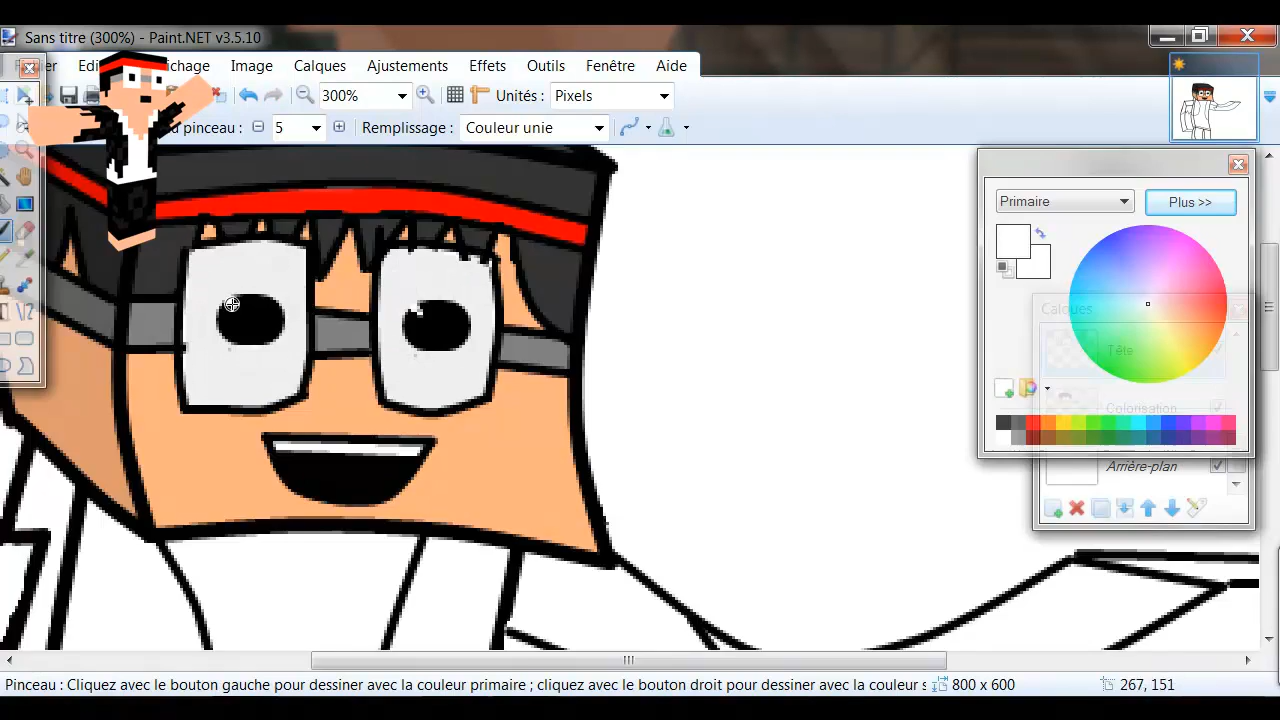 Sans titre (300%) - Paint.NET v3.5.10
Image Calques Ajustements Effets Outils Fenêtre Aide
300% Unités : Pixels
pinceau : 5 Remplissage : Couleur unie
Primaire Plus >>
Calques
Tête
Colorisation
Arrière-plan
Pinceau : Cliquez avec le bouton gauche pour dessiner avec la couleur primaire ; cliquez avec le bouton droit pour dessiner avec la couleur s 800 x 600 267, 151